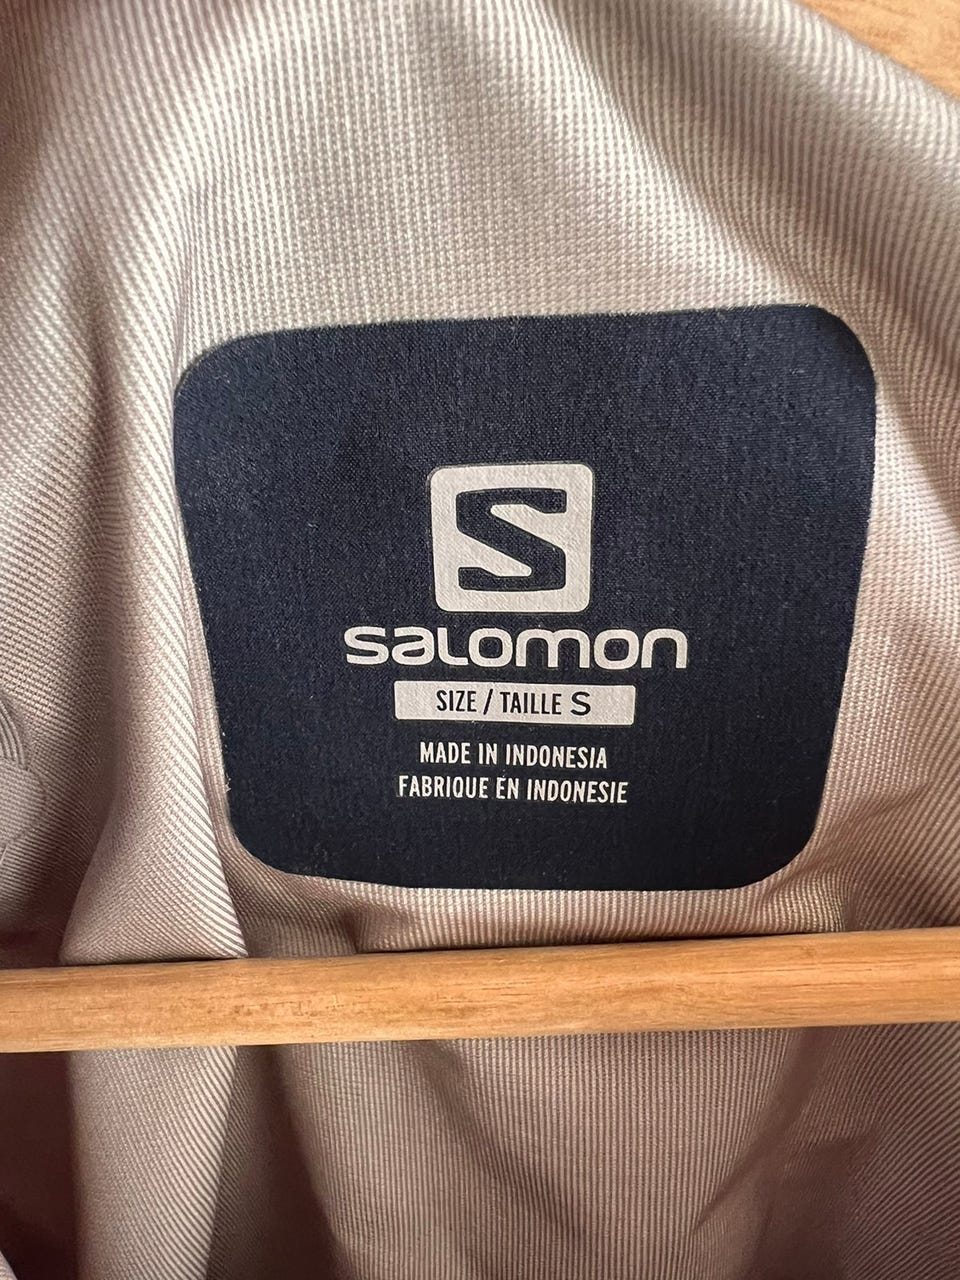 S
SALOMON
SIZE / TAILLE S
MADE IN INDONESIA
FABRIQUE EN INDONESIE